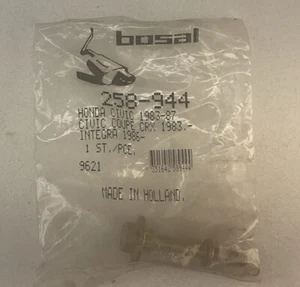 bosal
258-944
HONDA CIVIC 1983-87
CIVIC COUPE CRX 1983.-
INTEGRA 1986-
1 ST./PCE.
9621
MADE IN HOLLAND.